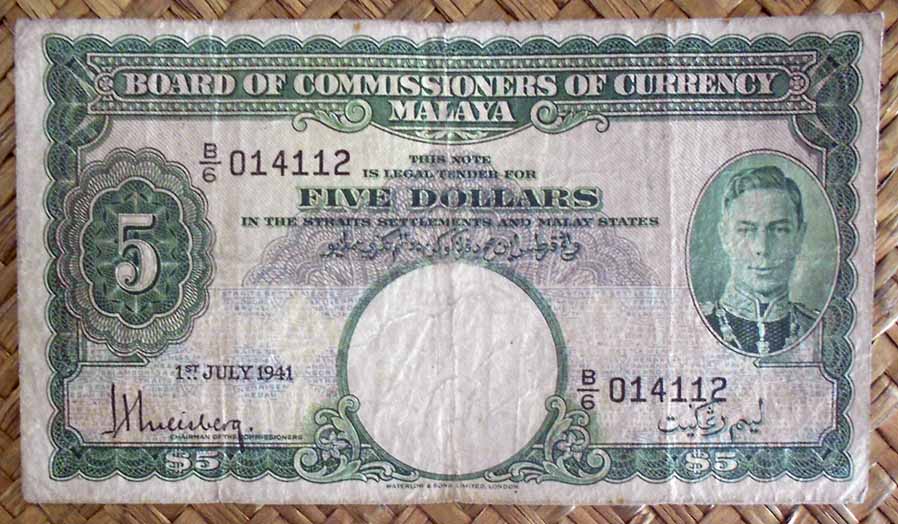 BOARD OF COMMISSIONERS OF CURRENCY
MALAYA
B/6 014112
THIS NOTE
IS LEGAL TENDER FOR
FIVE DOLLARS
IN THE STRAITS SETTLEMENTS AND MALAY STATES
5
1ST JULY 1941
B/6 014112
CHAIRMAN OF THE COMMISSIONERS
ليم رڠݢيت
$5
$5
WATERLOW & SONS LIMITED, LONDON